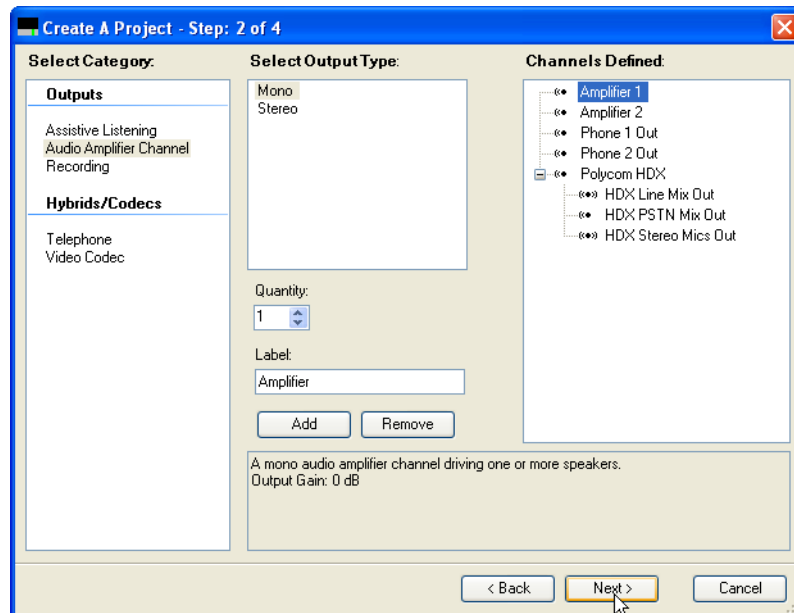 Create A Project - Step: 2 of 4
Select Category:
Outputs
Assistive Listening
Audio Amplifier Channel
Recording
Hybrids/Codecs
Telephone
Video Codec
Select Output Type:
Mono
Stereo
Quantity:
1
Label:
Amplifier
Add
Remove
Channels Defined:
Amplifier 1
Amplifier 2
Phone 1 Out
Phone 2 Out
Polycom HDX
HDX Line Mix Out
HDX PSTN Mix Out
HDX Stereo Mics Out
A mono audio amplifier channel driving one or more speakers.
Output Gain: 0 dB
< Back
Next >
Cancel